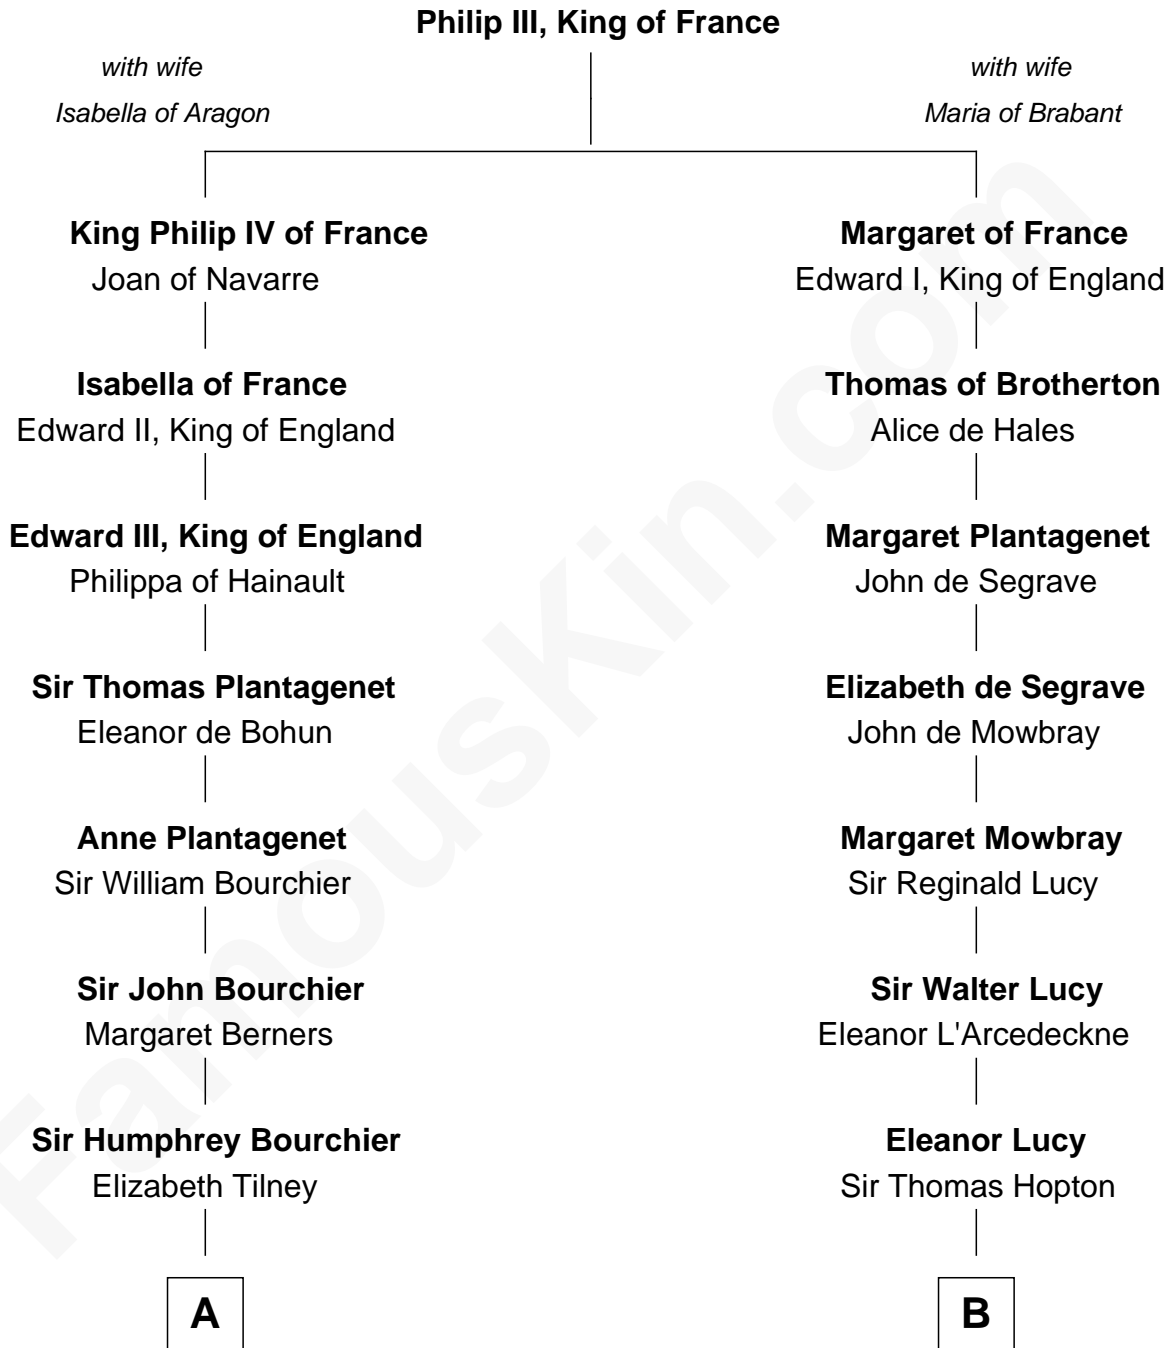 Philip III, King of France
with wife
Isabella of Aragon
with wife
Maria of Brabant
King Philip IV of France
Joan of Navarre
Margaret of France
Edward I, King of England
Isabella of France
Edward II, King of England
Thomas of Brotherton
Alice de Hales
Edward III, King of England
Philippa of Hainault
Margaret Plantagenet
John de Segrave
Sir Thomas Plantagenet
Eleanor de Bohun
Elizabeth de Segrave
John de Mowbray
Anne Plantagenet
Sir William Bourchier
Margaret Mowbray
Sir Reginald Lucy
Sir John Bourchier
Margaret Berners
Sir Walter Lucy
Eleanor L'Arcedeckne
Sir Humphrey Bourchier
Elizabeth Tilney
Eleanor Lucy
Sir Thomas Hopton
A
B
FamousKin.com